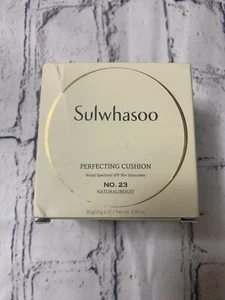 Sulwhasoo
PERFECTING CUSHION
Broad Spectrum SPF 50+ Sunscreen
NO. 23
NATURAL(BEIGE)